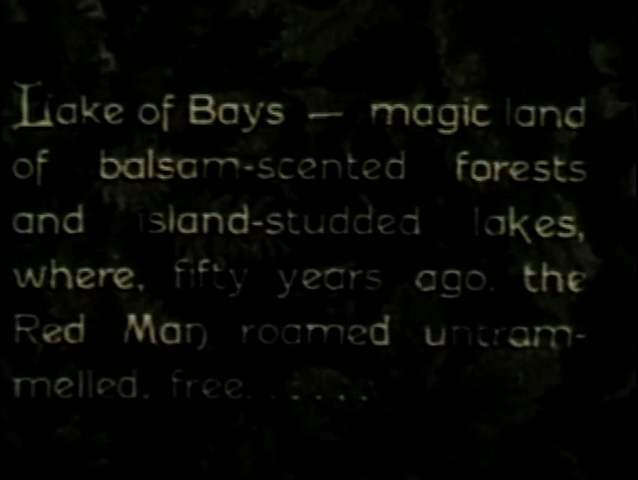 Lake of Bays — magic land
of balsam-scented forests
and island-studded lakes,
where, fifty years ago, the
Red Man roamed untram-
melled, free. . . . . .